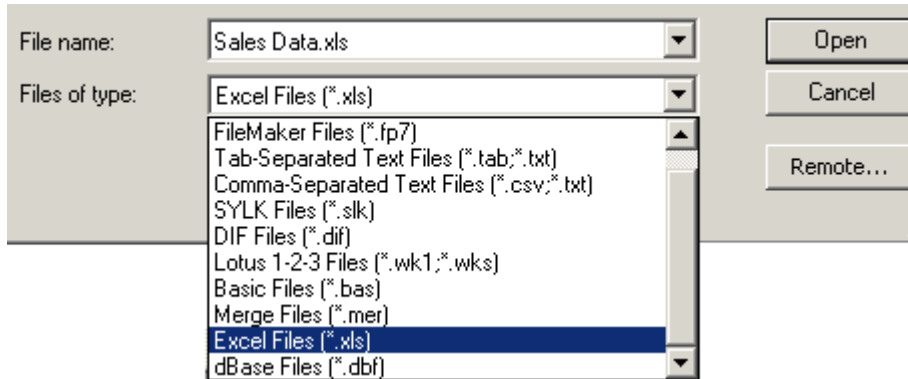 File name: Sales Data.xls Open
Files of type: Excel Files (*.xls) Cancel
FileMaker Files (*.fp7)
Tab-Separated Text Files (*.tab;*.txt)
Remote...
Comma-Separated Text Files (*.csv;*.txt)
SYLK Files (*.slk)
DIF Files (*.dif)
Lotus 1-2-3 Files (*.wk1;*.wks)
Basic Files (*.bas)
Merge Files (*.mer)
Excel Files (*.xls)
dBase Files (*.dbf)